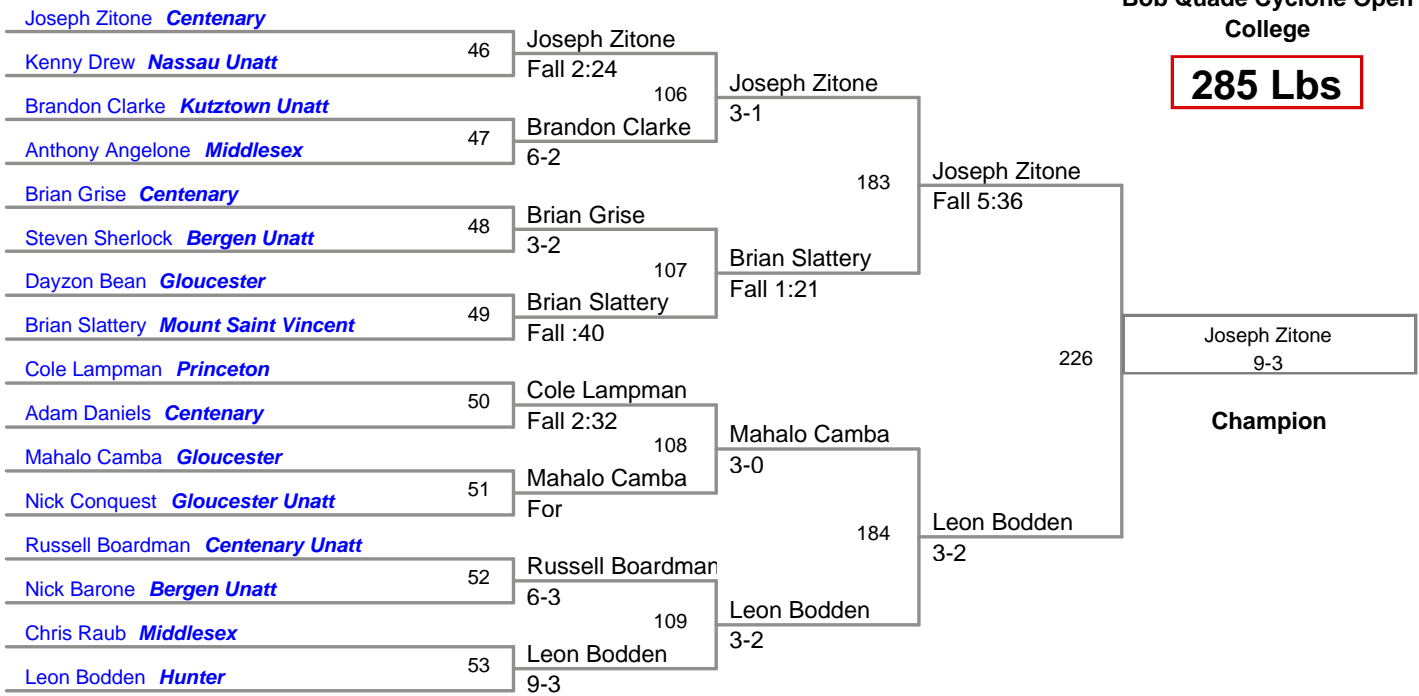 Bob Quade Cyclone Open
College
285 Lbs
Joseph Zitone Centenary
Kenny Drew Nassau Unatt
Brandon Clarke Kutztown Unatt
Anthony Angelone Middlesex
Brian Grise Centenary
Steven Sherlock Bergen Unatt
Dayzon Bean Gloucester
Brian Slattery Mount Saint Vincent
Cole Lampman Princeton
Adam Daniels Centenary
Mahalo Camba Gloucester
Nick Conquest Gloucester Unatt
Russell Boardman Centenary Unatt
Nick Barone Bergen Unatt
Chris Raub Middlesex
Leon Bodden Hunter
46
47
48
49
50
51
52
53
Joseph Zitone
Fall 2:24
Brandon Clarke
6-2
Brian Grise
3-2
Brian Slattery
Fall :40
Cole Lampman
Fall 2:32
Mahalo Camba
For
Russell Boardman
6-3
Leon Bodden
9-3
106
107
108
109
Joseph Zitone
3-1
Brian Slattery
Fall 1:21
Mahalo Camba
3-0
Leon Bodden
3-2
183
184
Joseph Zitone
Fall 5:36
Leon Bodden
3-2
226
Joseph Zitone
9-3
Champion